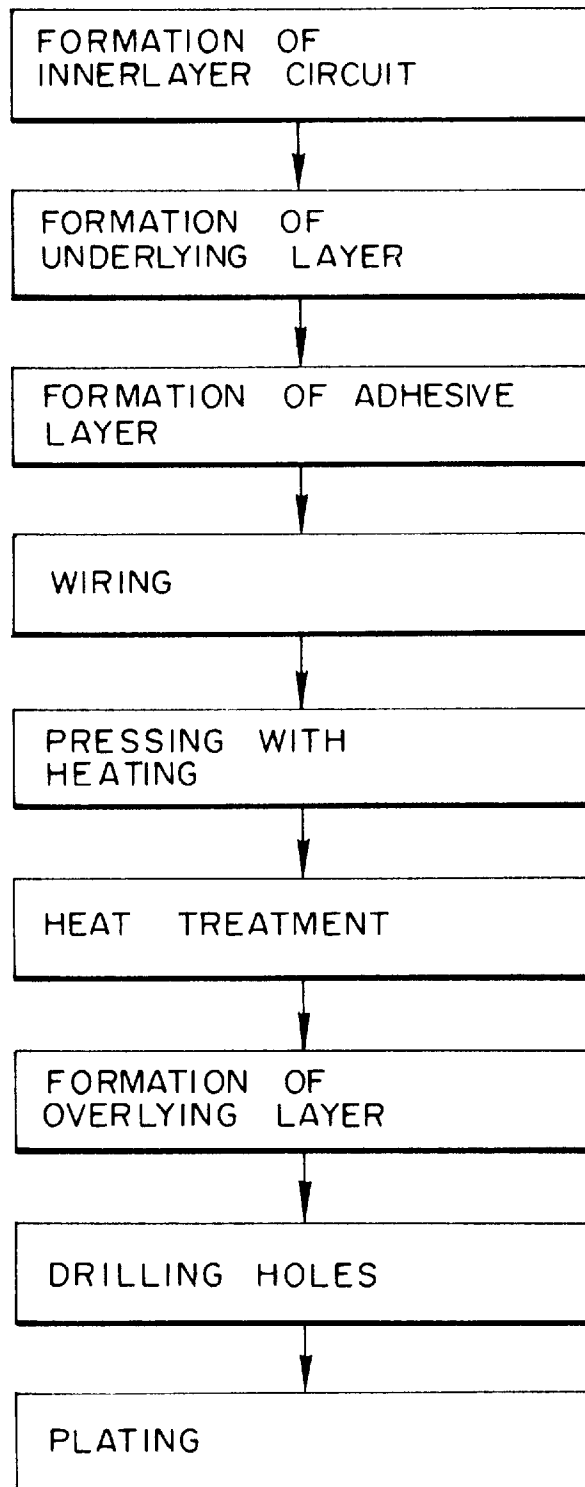 FORMATION OF
INNERLAYER CIRCUIT
FORMATION OF
UNDERLYING LAYER
FORMATION OF ADHESIVE
LAYER
WIRING
PRESSING WITH
HEATING
HEAT TREATMENT
FORMATION OF
OVERLYING LAYER
DRILLING HOLES
PLATING